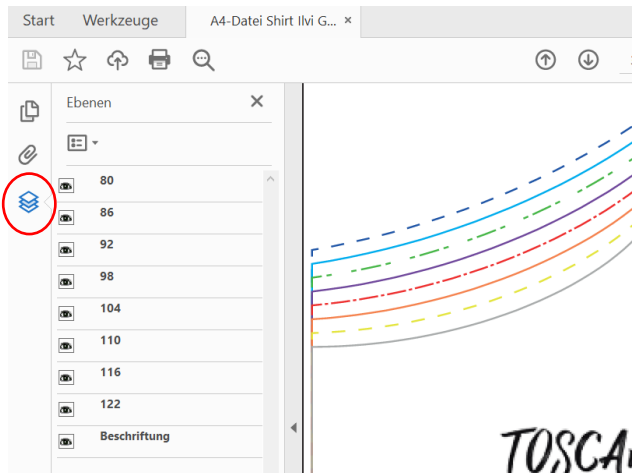 Start Werkzeuge A4-Datei Shirt Ilvi G... ×
Ebenen
80
86
92
98
104
110
116
122
Beschriftung